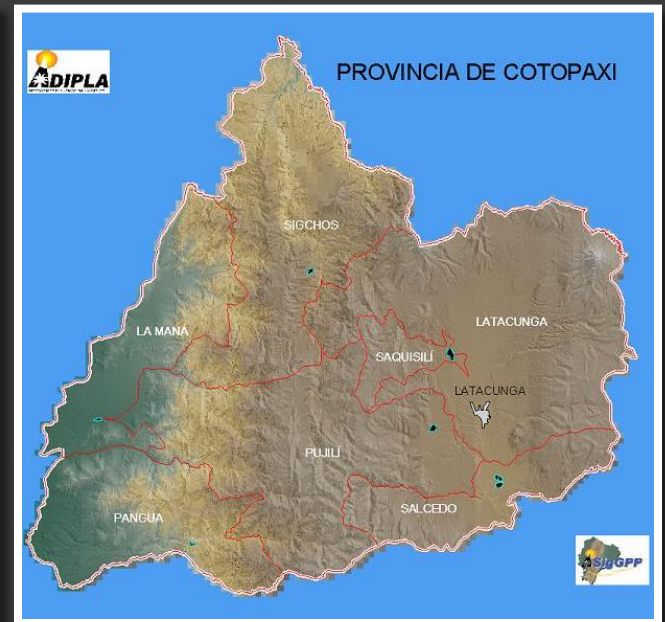 ADIPLA
PROVINCIA DE COTOPAXI
SIGCHOS
LA MANÁ
LATACUNGA
SAQUISILÍ
LATACUNGA
PUJILÍ
SALCEDO
PANGUA
SigGPP